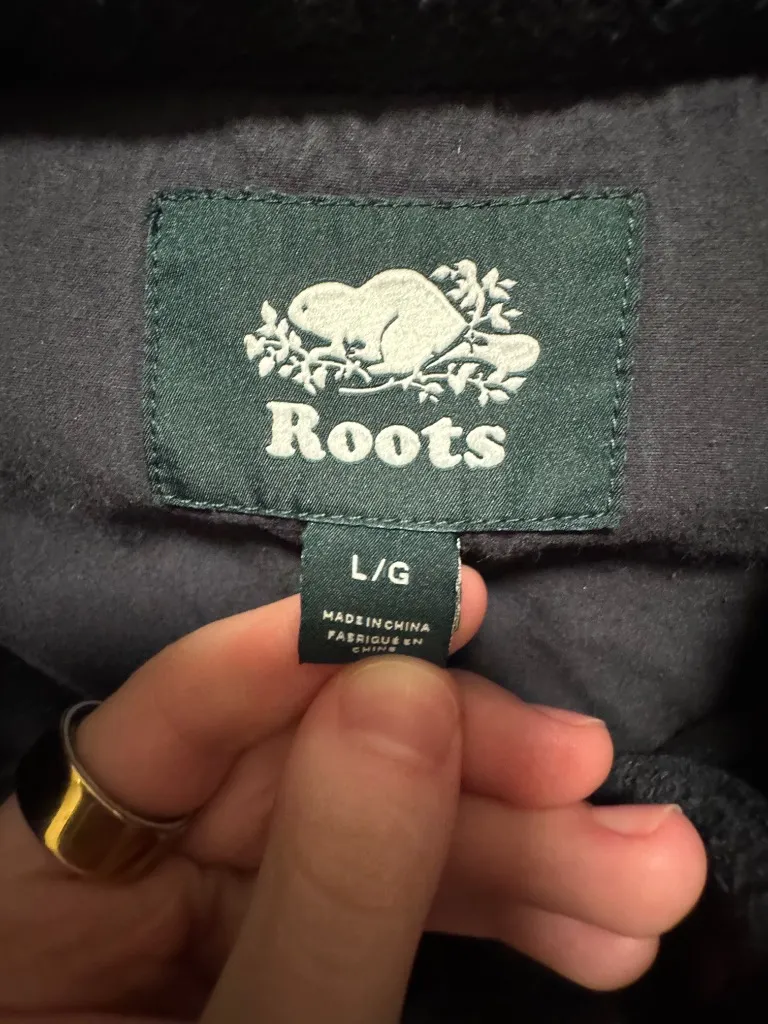 Roots
L/G
MADE IN CHINA
FABRIQUÉ EN
CHINE